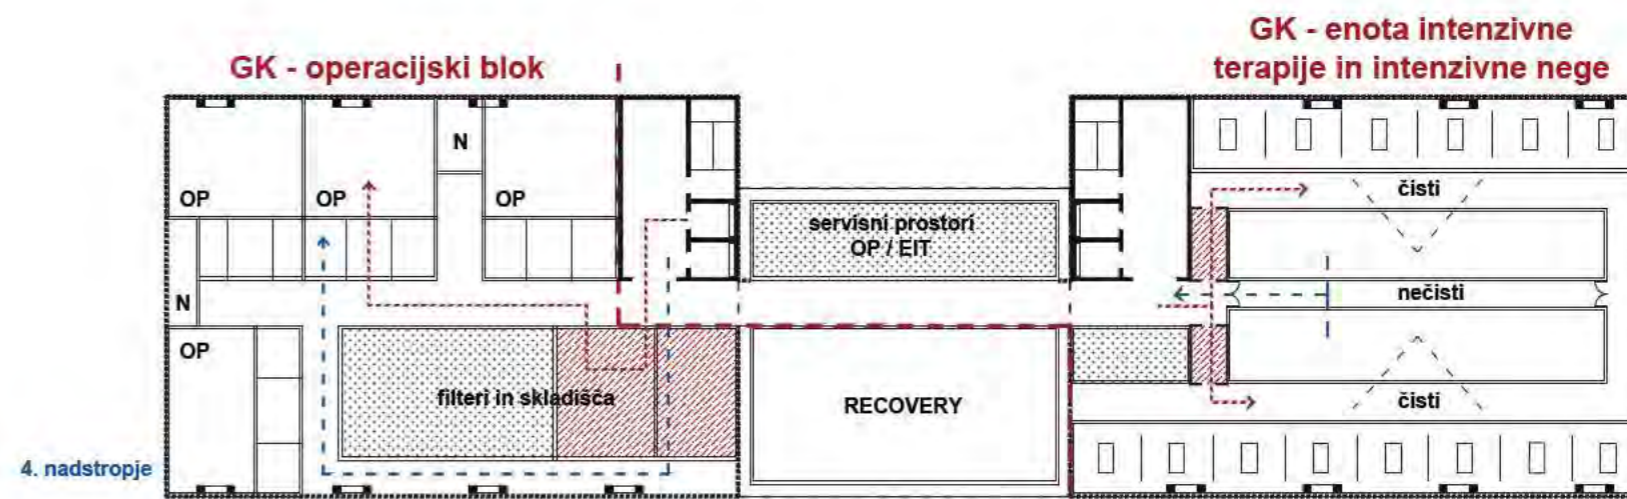 GK - operacijski blok
GK - enota intenzivne
terapije in intenzivne nege
N
OP
OP
OP
servisni prostori
OP / EIT
čisti
nečisti
N
OP
filteri in skladišča
RECOVERY
čisti
4. nadstropje